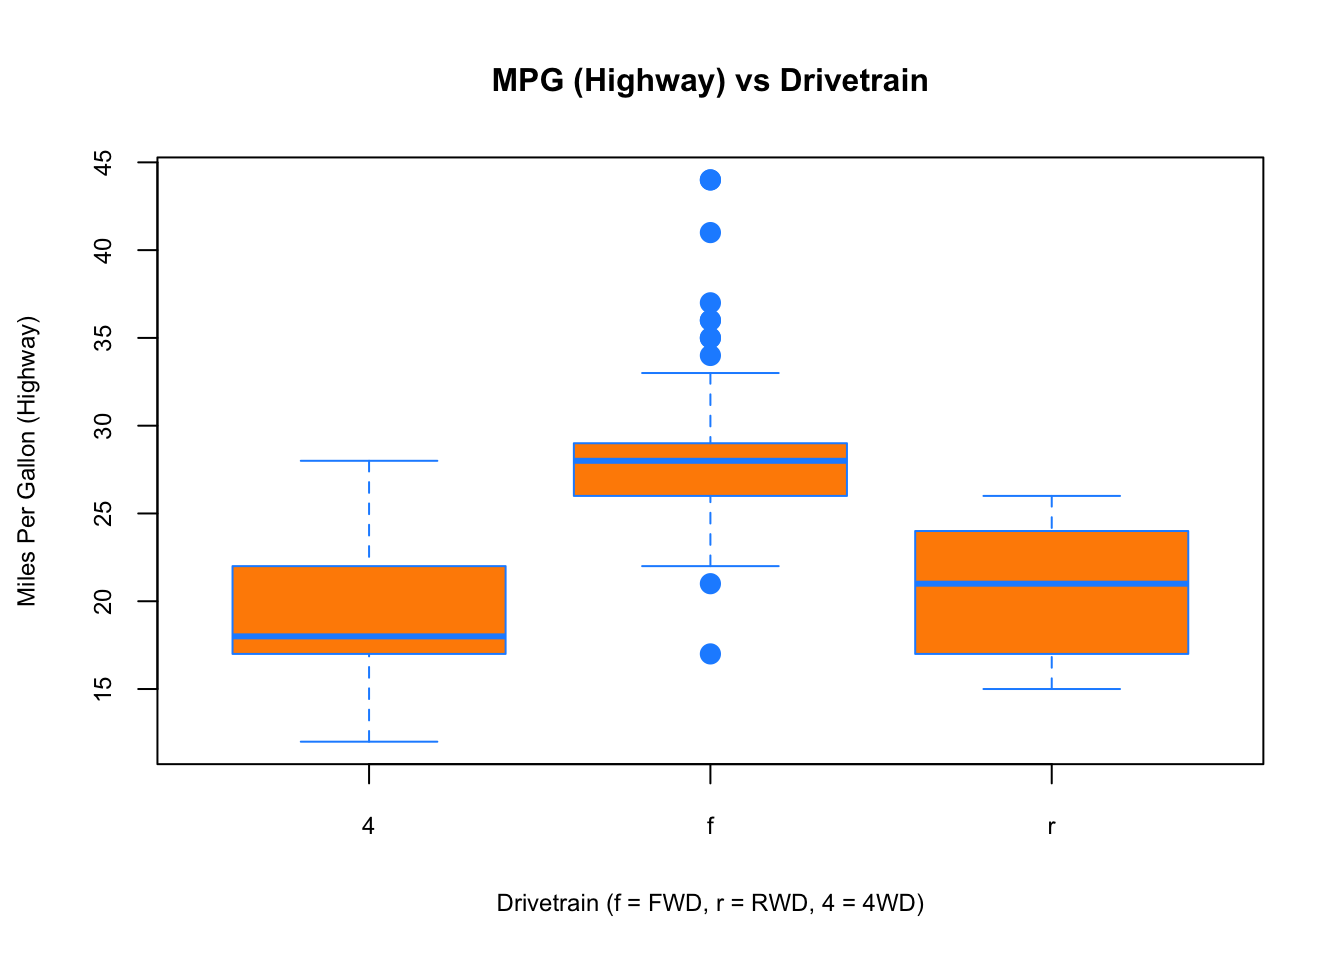 MPG (Highway) vs Drivetrain
Miles Per Gallon (Highway)
45
40
35
30
25
20
15
4
f
r
Drivetrain (f = FWD, r = RWD, 4 = 4WD)